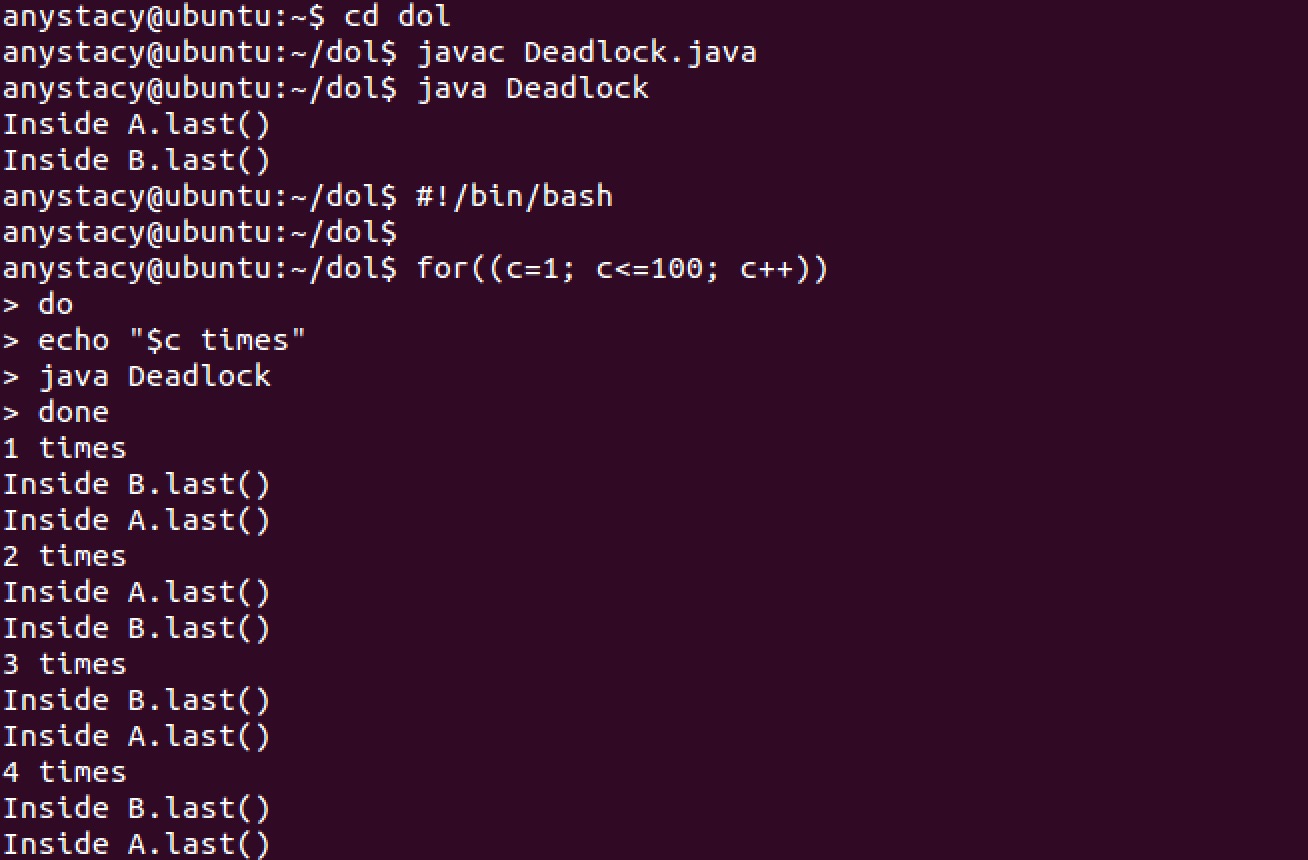 anystacy@ubuntu:~$ cd dol
anystacy@ubuntu:~/dol$ javac Deadlock.java
anystacy@ubuntu:~/dol$ java Deadlock
Inside A.last()
Inside B.last()
anystacy@ubuntu:~/dol$ #!/bin/bash
anystacy@ubuntu:~/dol$
anystacy@ubuntu:~/dol$ for((c=1; c<=100; c++))
> do
> echo "$c times"
> java Deadlock
> done
1 times
Inside B.last()
Inside A.last()
2 times
Inside A.last()
Inside B.last()
3 times
Inside B.last()
Inside A.last()
4 times
Inside B.last()
Inside A.last()